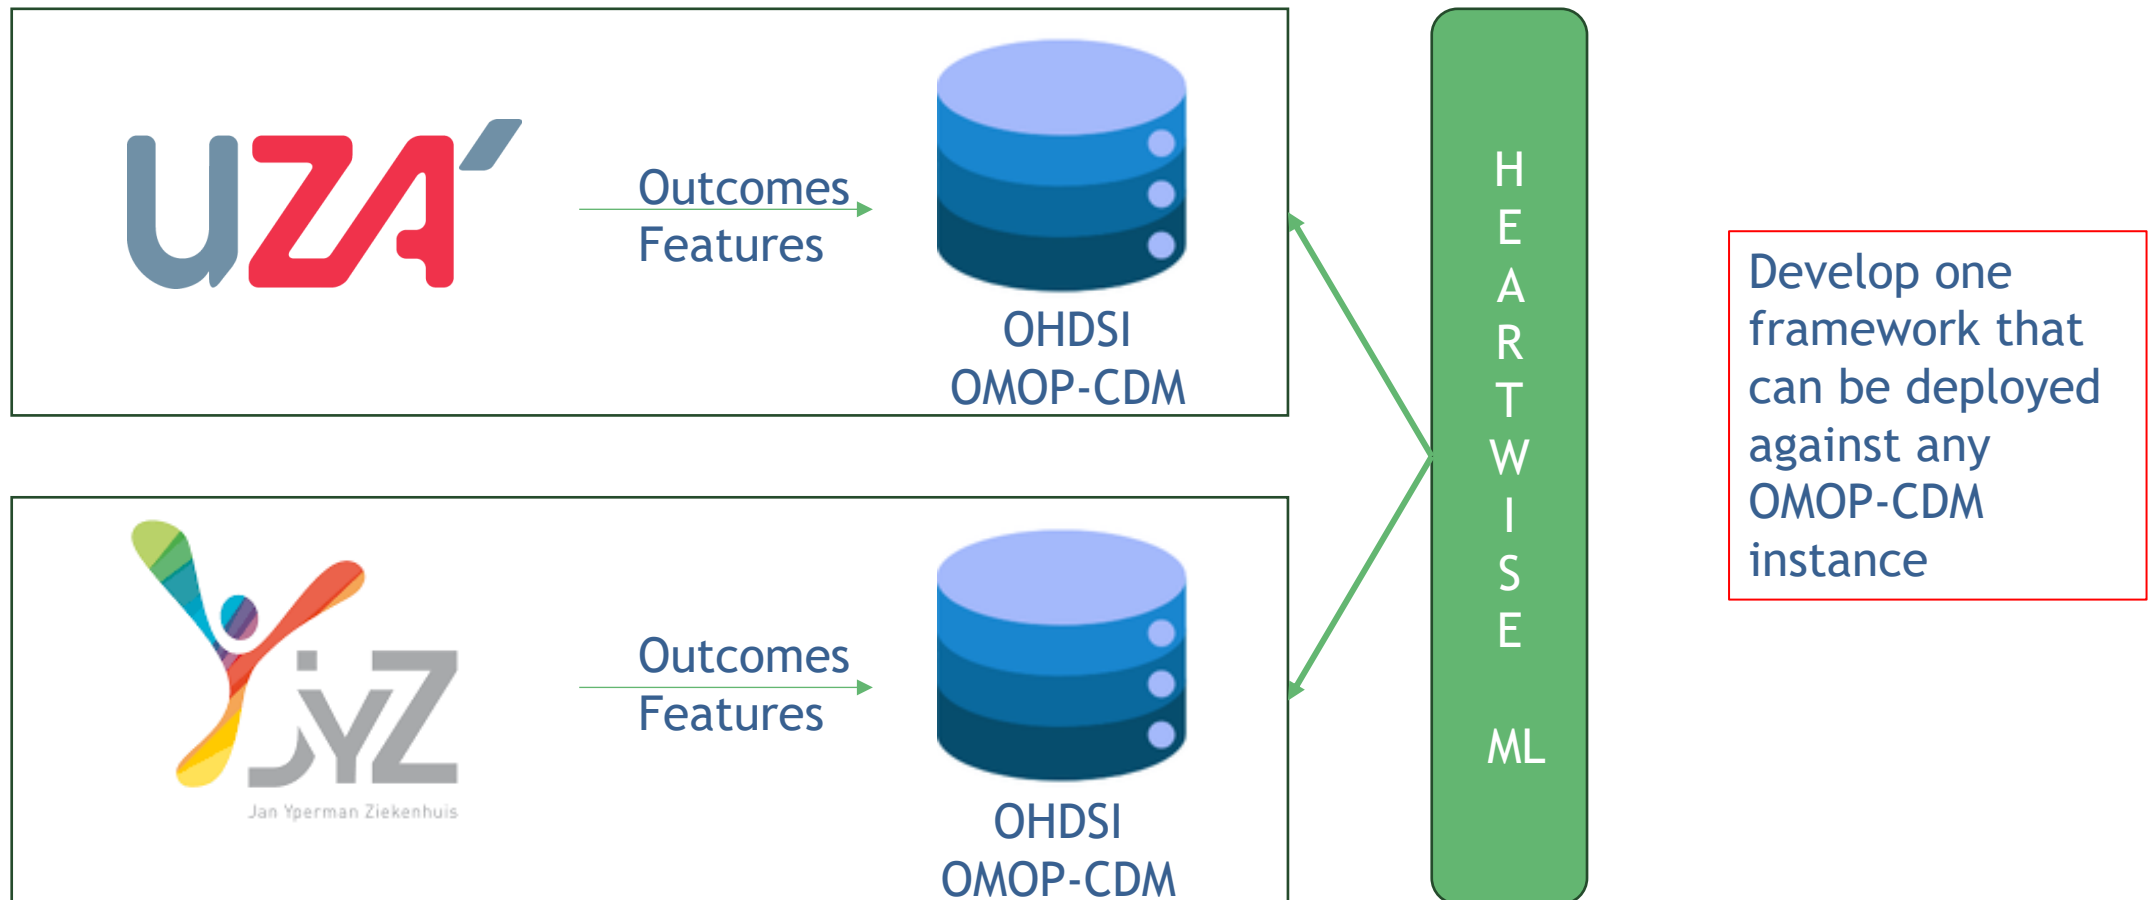 UZA
Outcomes
Features
OHDSI
OMOP-CDM
jyZ
Jan Yperman Ziekenhuis
Outcomes
Features
OHDSI
OMOP-CDM
H
E
A
R
T
W
I
S
E
ML
Develop one
framework that
can be deployed
against any
OMOP-CDM
instance